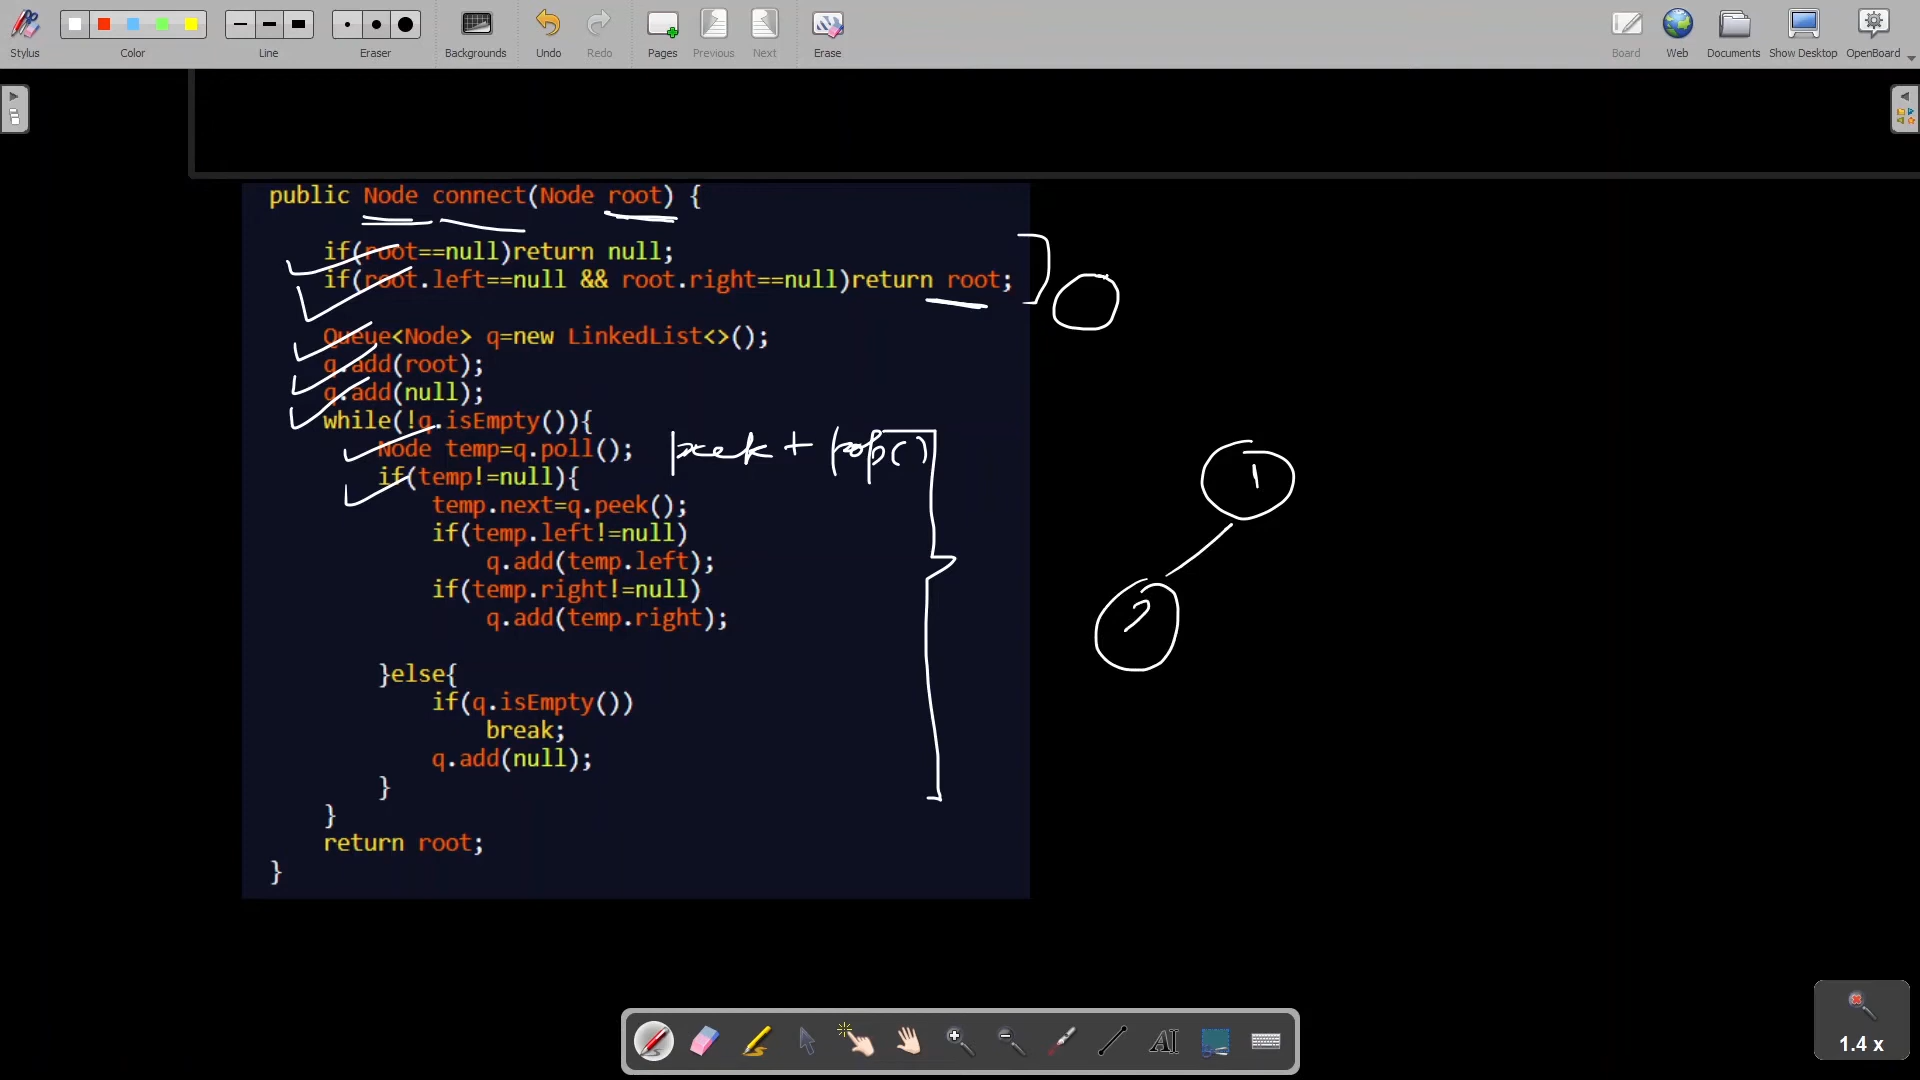 Stylus Color Line Eraser Backgrounds Undo Redo Pages Previous Next Erase Board Web Documents Show Desktop OpenBoard
public Node connect(Node root) {
if(root==null)return null;
if(root.left==null && root.right==null)return root;
Queue<Node> q=new LinkedList<>();
q.add(root);
q.add(null);
while(!q.isEmpty()){
Node temp=q.poll(); peek + pop()
if(temp!=null){
temp.next=q.peek();
if(temp.left!=null)
q.add(temp.left);
if(temp.right!=null)
q.add(temp.right);
}else{
if(q.isEmpty())
break;
q.add(null);
}
}
return root;
}
1
2
AI
1.4 x